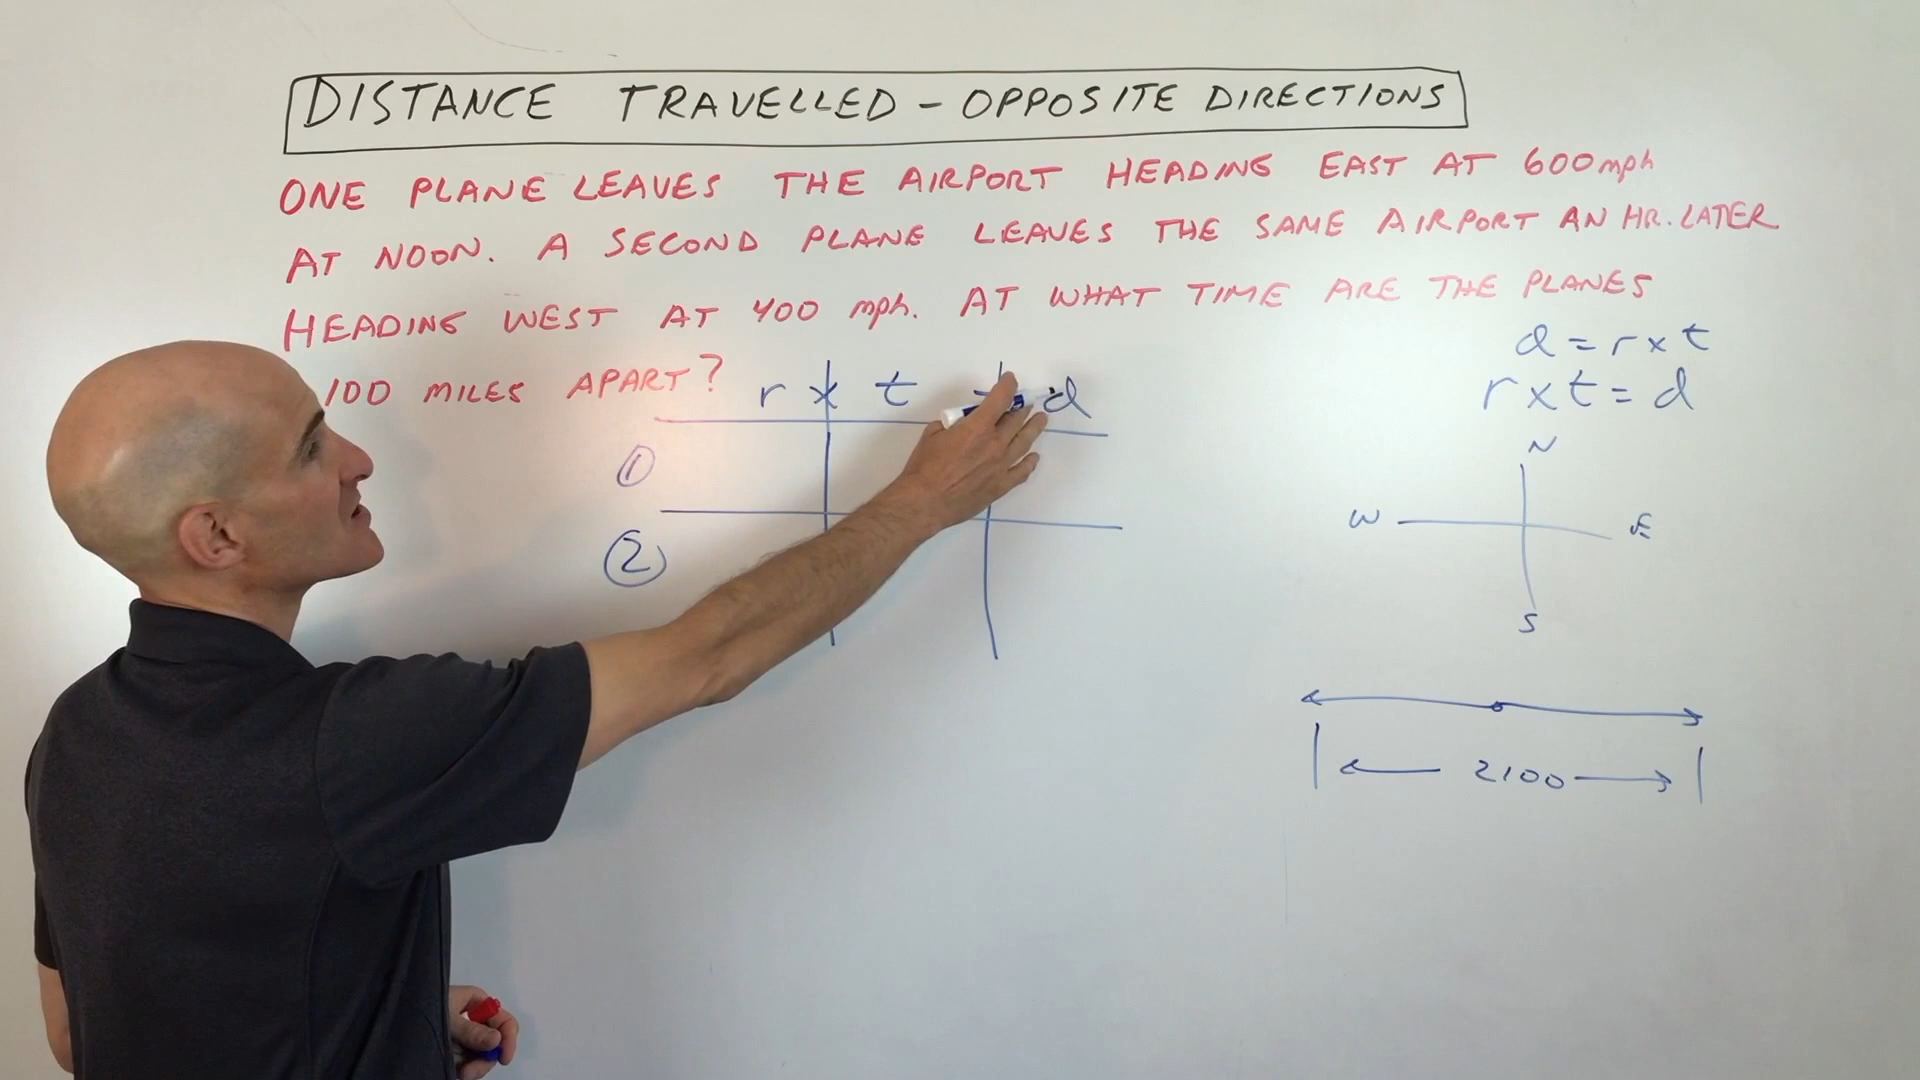 DISTANCE TRAVELLED - OPPOSITE DIRECTIONS
ONE PLANE LEAVES THE AIRPORT HEADING EAST AT 600mph
AT NOON. A SECOND PLANE LEAVES THE SAME AIRPORT AN HR. LATER
HEADING WEST AT 400 mph. AT WHAT TIME ARE THE PLANES
100 MILES APART?
r x t d
①
②
d = r x t
r x t = d
N
W E
S
2100